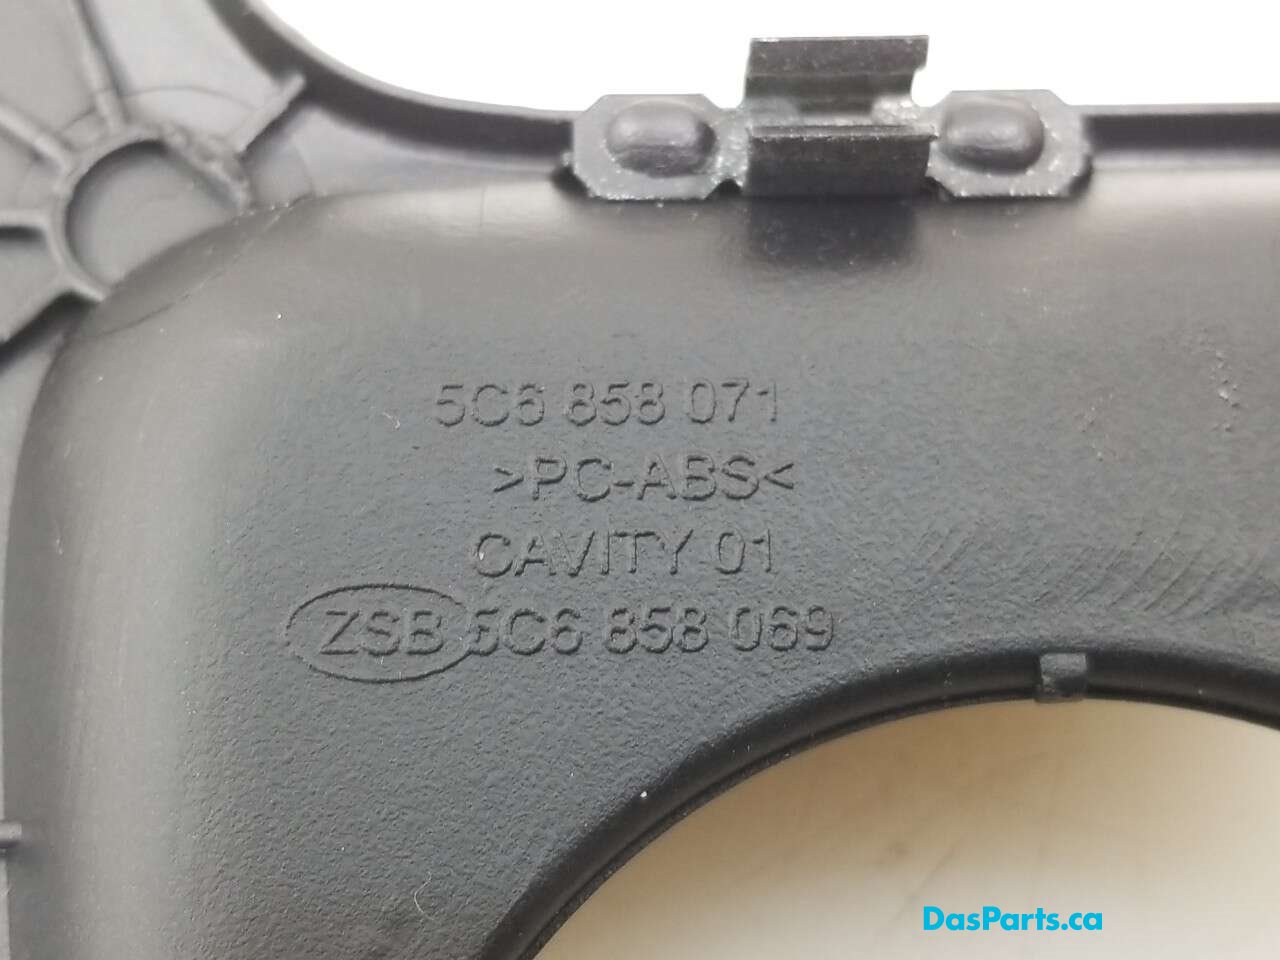 5C6 858 071
>PC-ABS<
CAVITY 01
ZSB 5C6 858 069
DasParts.ca